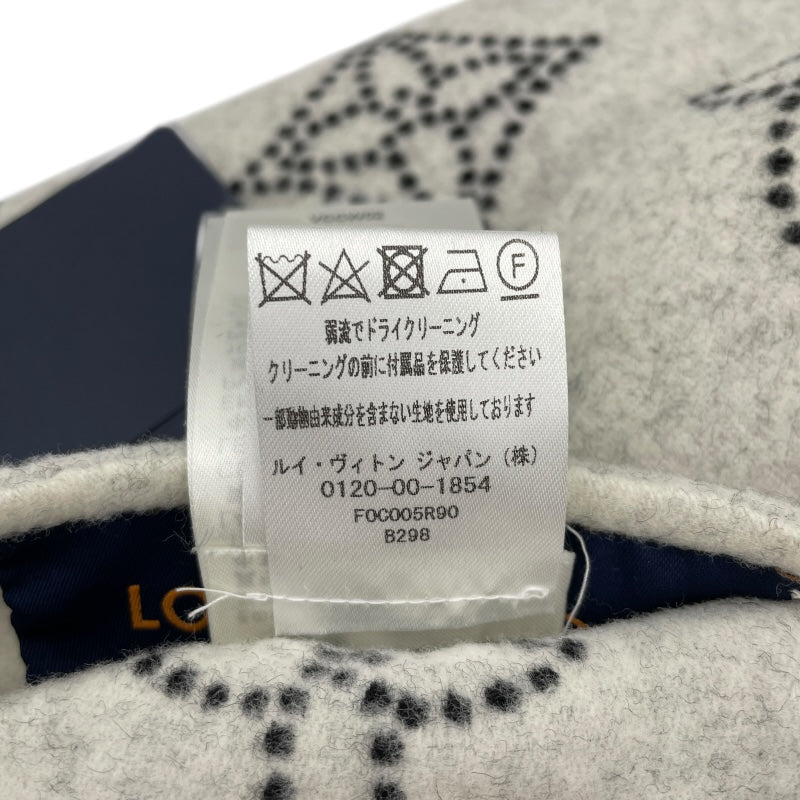 F
弱流でドライクリーニング
クリーニングの前に付属品を保護してください
一部動物由来成分を含まない生地を使用しております
ルイ・ヴィトン ジャパン (株)
0120-00-1854
F0C005R90
B298
LO